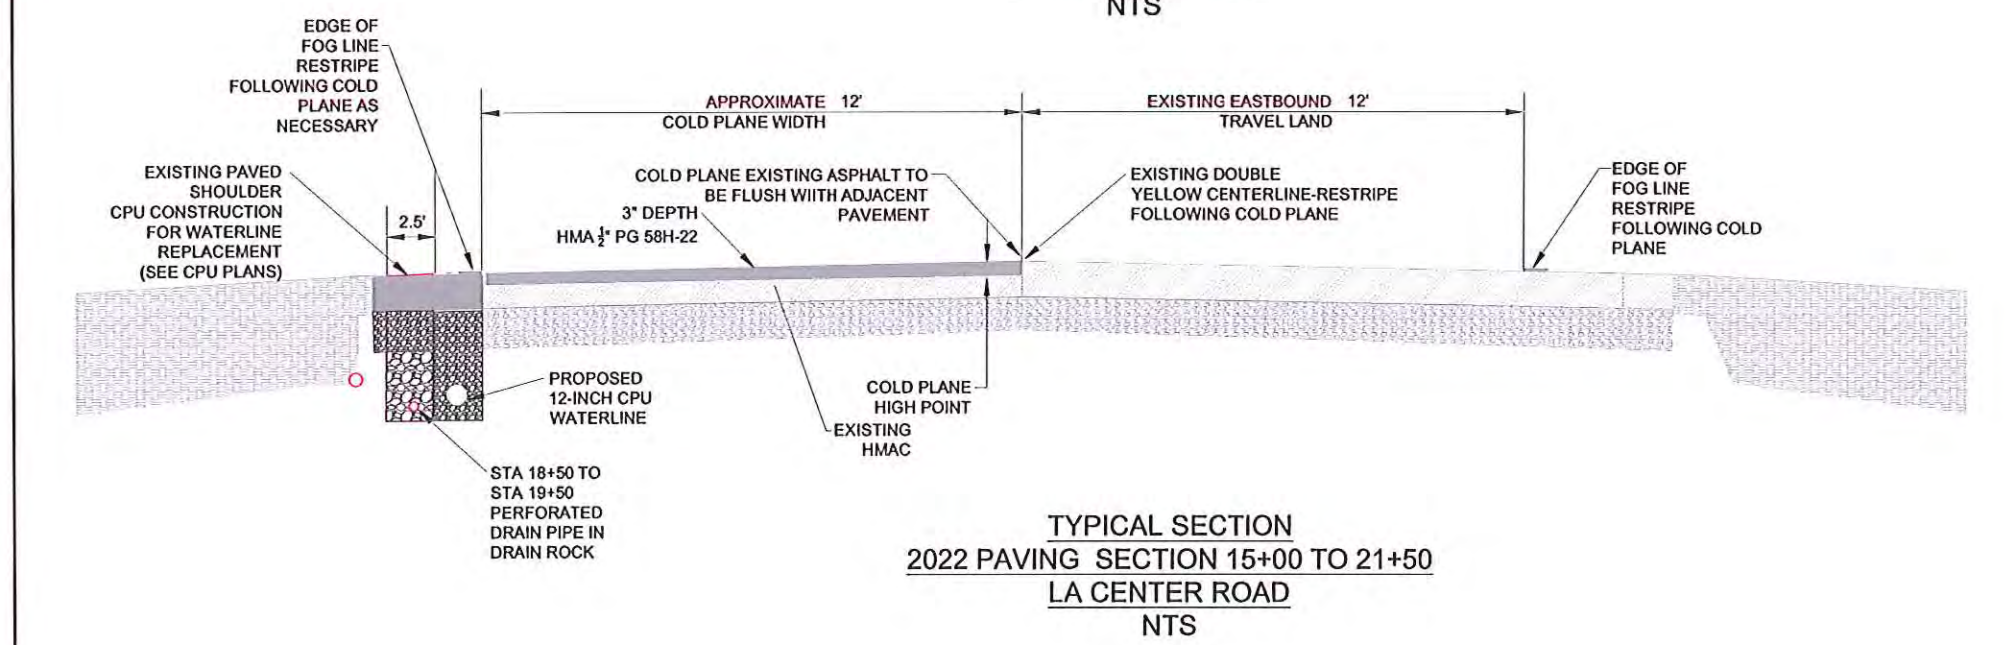 NTS
EDGE OF
FOG LINE
RESTRIPE
FOLLOWING COLD
PLANE AS
NECESSARY
APPROXIMATE 12'
COLD PLANE WIDTH
EXISTING EASTBOUND 12'
TRAVEL LAND
EXISTING PAVED
SHOULDER
CPU CONSTRUCTION
FOR WATERLINE
REPLACEMENT
(SEE CPU PLANS)
2.5'
COLD PLANE EXISTING ASPHALT TO
BE FLUSH WIITH ADJACENT
PAVEMENT
3" DEPTH
HMA ½" PG 58H-22
EXISTING DOUBLE
YELLOW CENTERLINE-RESTRIPE
FOLLOWING COLD PLANE
EDGE OF
FOG LINE
RESTRIPE
FOLLOWING COLD
PLANE
PROPOSED
12-INCH CPU
WATERLINE
COLD PLANE
HIGH POINT
EXISTING
HMAC
STA 18+50 TO
STA 19+50
PERFORATED
DRAIN PIPE IN
DRAIN ROCK
TYPICAL SECTION
2022 PAVING SECTION 15+00 TO 21+50
LA CENTER ROAD
NTS